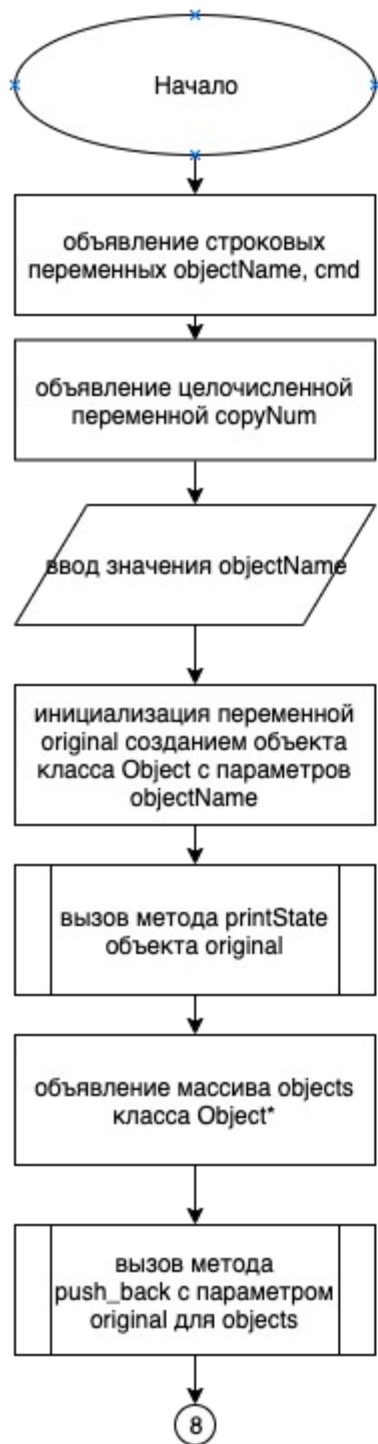 Начало
объявление строковых
переменных objectName, cmd
объявление целочисленной
переменной copyNum
ввод значения objectName
инициализация переменной
original созданием объекта
класса Object с параметров
objectName
вызов метода printState
объекта original
объявление массива objects
класса Object*
вызов метода
push_back с параметром
original для objects
8